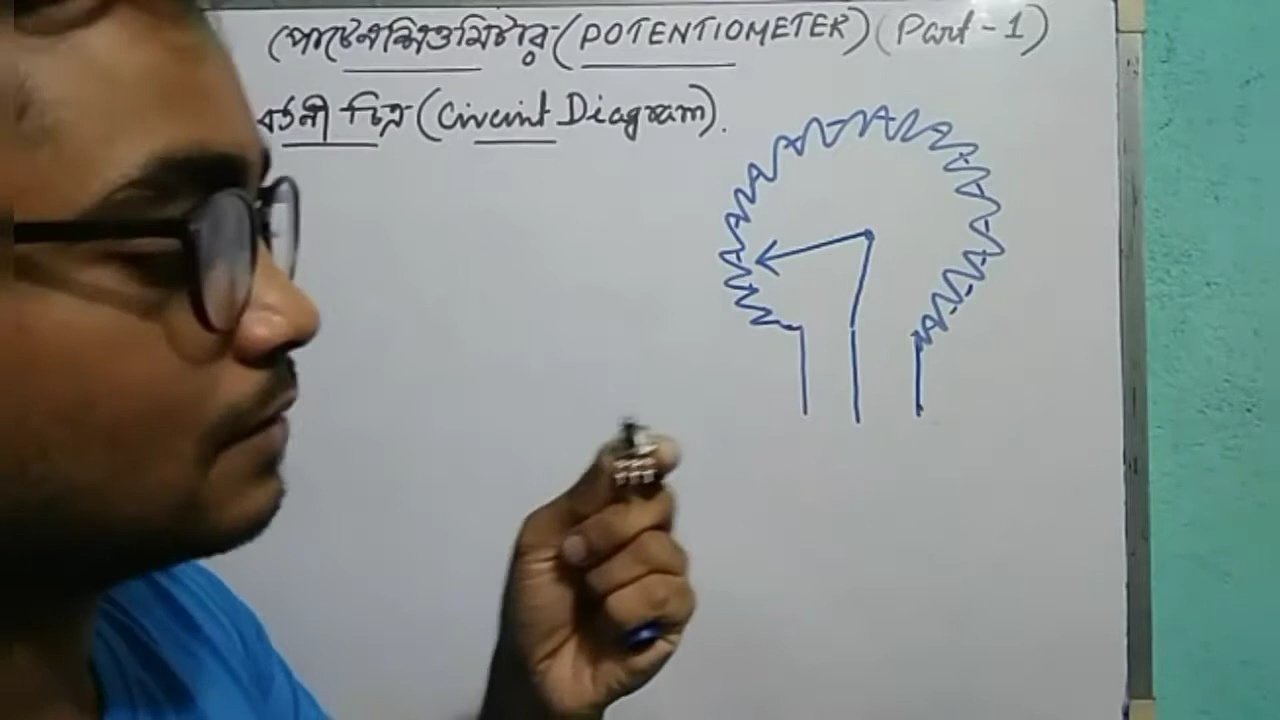 পোটেনশিওমিটার (POTENTIOMETER) (Part - 1)
বর্তনী চিত্র (Circuit Diagram).